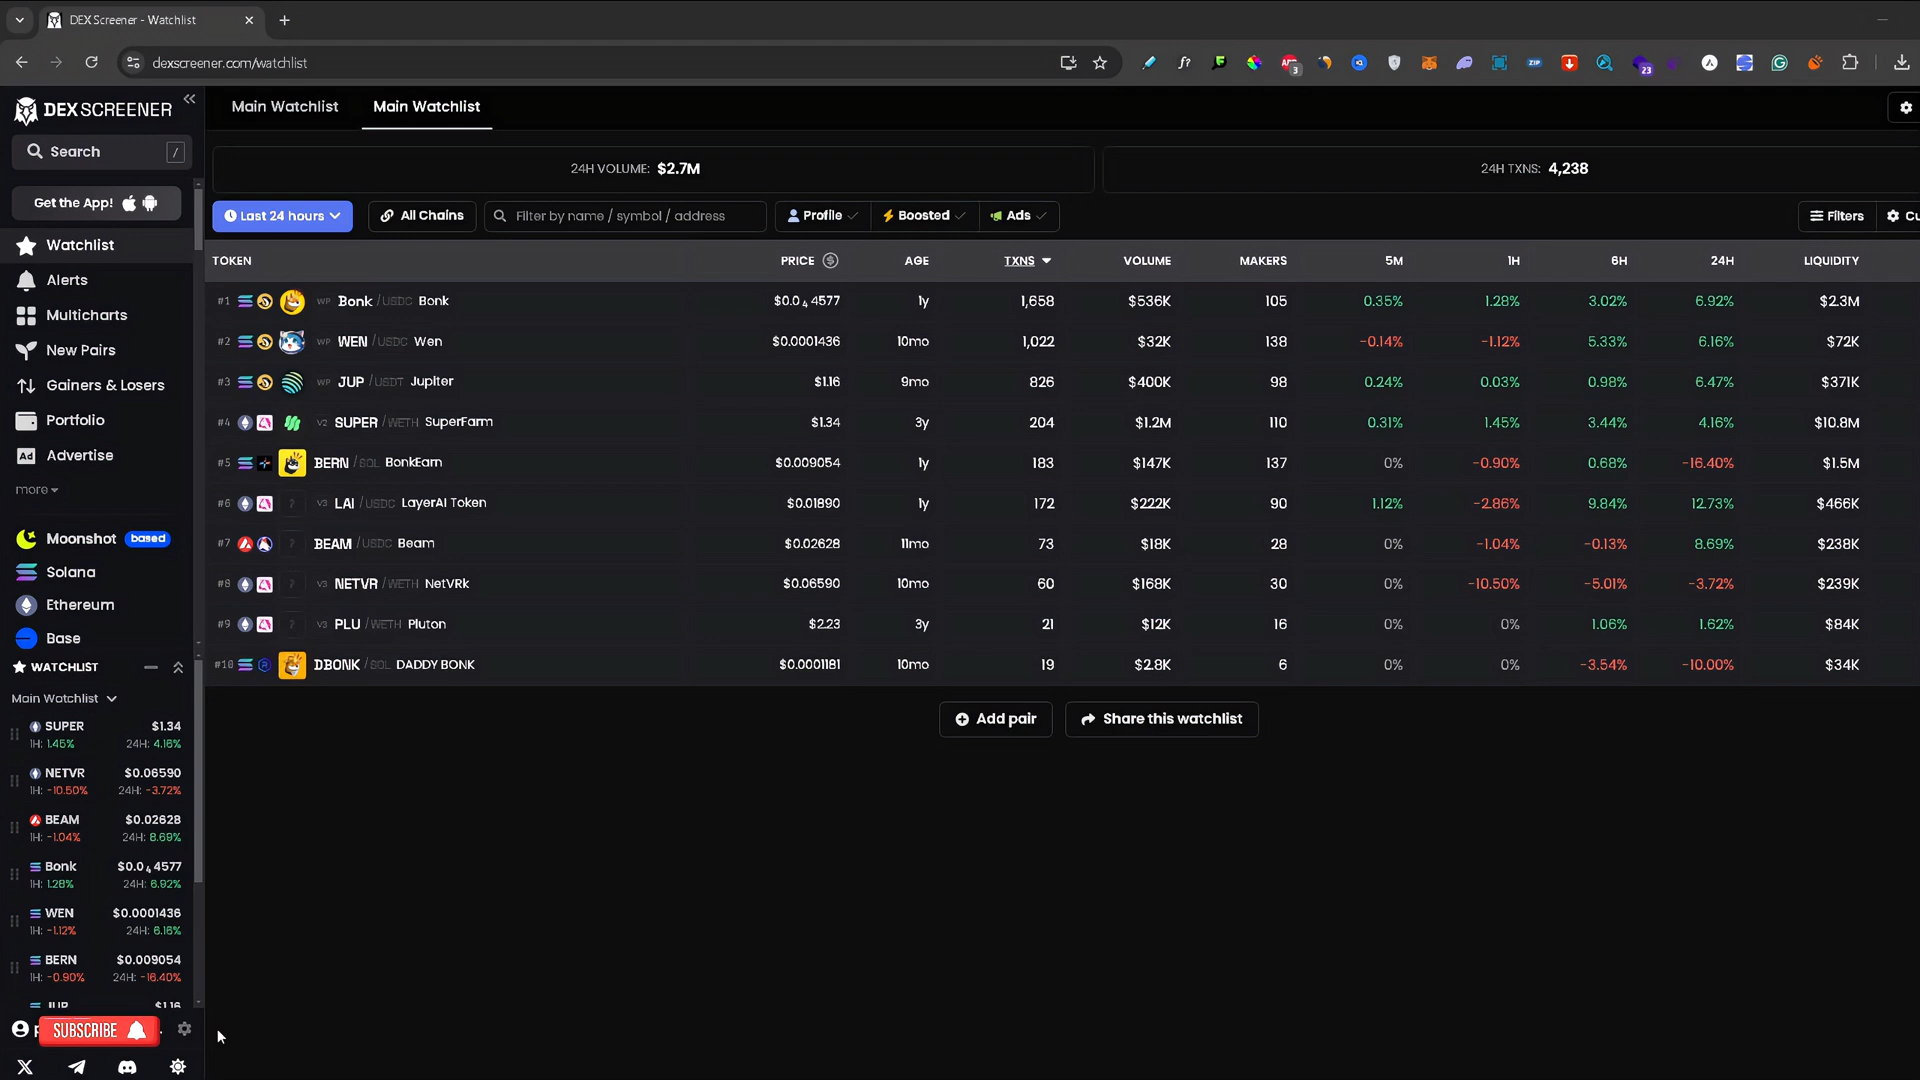 DEX Screener - Watchlist
dexscreener.com/watchlist
3
ZIP
23
DEXSCREENER
Main Watchlist
Main Watchlist
Search /
24H VOLUME: $2.7M
24H TXNS: 4,238
Get the App!
Last 24 hours
All Chains
Filter by name / symbol / address
Profile
Boosted
Ads
Filters
Watchlist
Alerts
Multicharts
New Pairs
Gainers & Losers
Portfolio
Ad Advertise
more
Moonshot based
Solana
Ethereum
Base
TOKEN PRICE AGE TXNS VOLUME MAKERS 5M 1H 6H 24H LIQUIDITY
#1 WP Bonk /USDC Bonk $0.0₄4577 1y 1,658 $536K 105 0.35% 1.28% 3.02% 6.92% $2.3M
#2 WP WEN /USDC Wen $0.0001436 10mo 1,022 $32K 138 -0.14% -1.12% 5.33% 6.16% $72K
#3 WP JUP /USDT Jupiter $1.16 9mo 826 $400K 98 0.24% 0.03% 0.98% 6.47% $371K
#4 V2 SUPER /WETH SuperFarm $1.34 3y 204 $1.2M 110 0.31% 1.45% 3.44% 4.16% $10.8M
#5 BERN /SOL BonkEarn $0.009054 1y 183 $147K 137 0% -0.90% 0.68% -16.40% $1.5M
#6 V3 LAI /USDC LayerAI Token $0.01890 1y 172 $222K 90 1.12% -2.86% 9.84% 12.73% $466K
#7 BEAM /USDC Beam $0.02628 11mo 73 $18K 28 0% -1.04% -0.13% 8.69% $238K
#8 V3 NETVR /WETH NetVRk $0.06590 10mo 60 $168K 30 0% -10.50% -5.01% -3.72% $239K
#9 V3 PLU /WETH Pluton $2.23 3y 21 $12K 16 0% 0% 1.06% 1.62% $84K
#10 DBONK /SOL DADDY BONK $0.0001181 10mo 19 $2.8K 6 0% 0% -3.54% -10.00% $34K
Add pair
Share this watchlist
WATCHLIST
Main Watchlist
SUPER $1.34
1H: 1.45% 24H: 4.16%
NETVR $0.06590
1H: -10.50% 24H: -3.72%
BEAM $0.02628
1H: -1.04% 24H: 8.69%
Bonk $0.0₄4577
1H: 1.28% 24H: 6.92%
WEN $0.0001436
1H: -1.12% 24H: 6.16%
BERN $0.009054
1H: -0.90% 24H: -16.40%
JUP $1.16
SUBSCRIBE